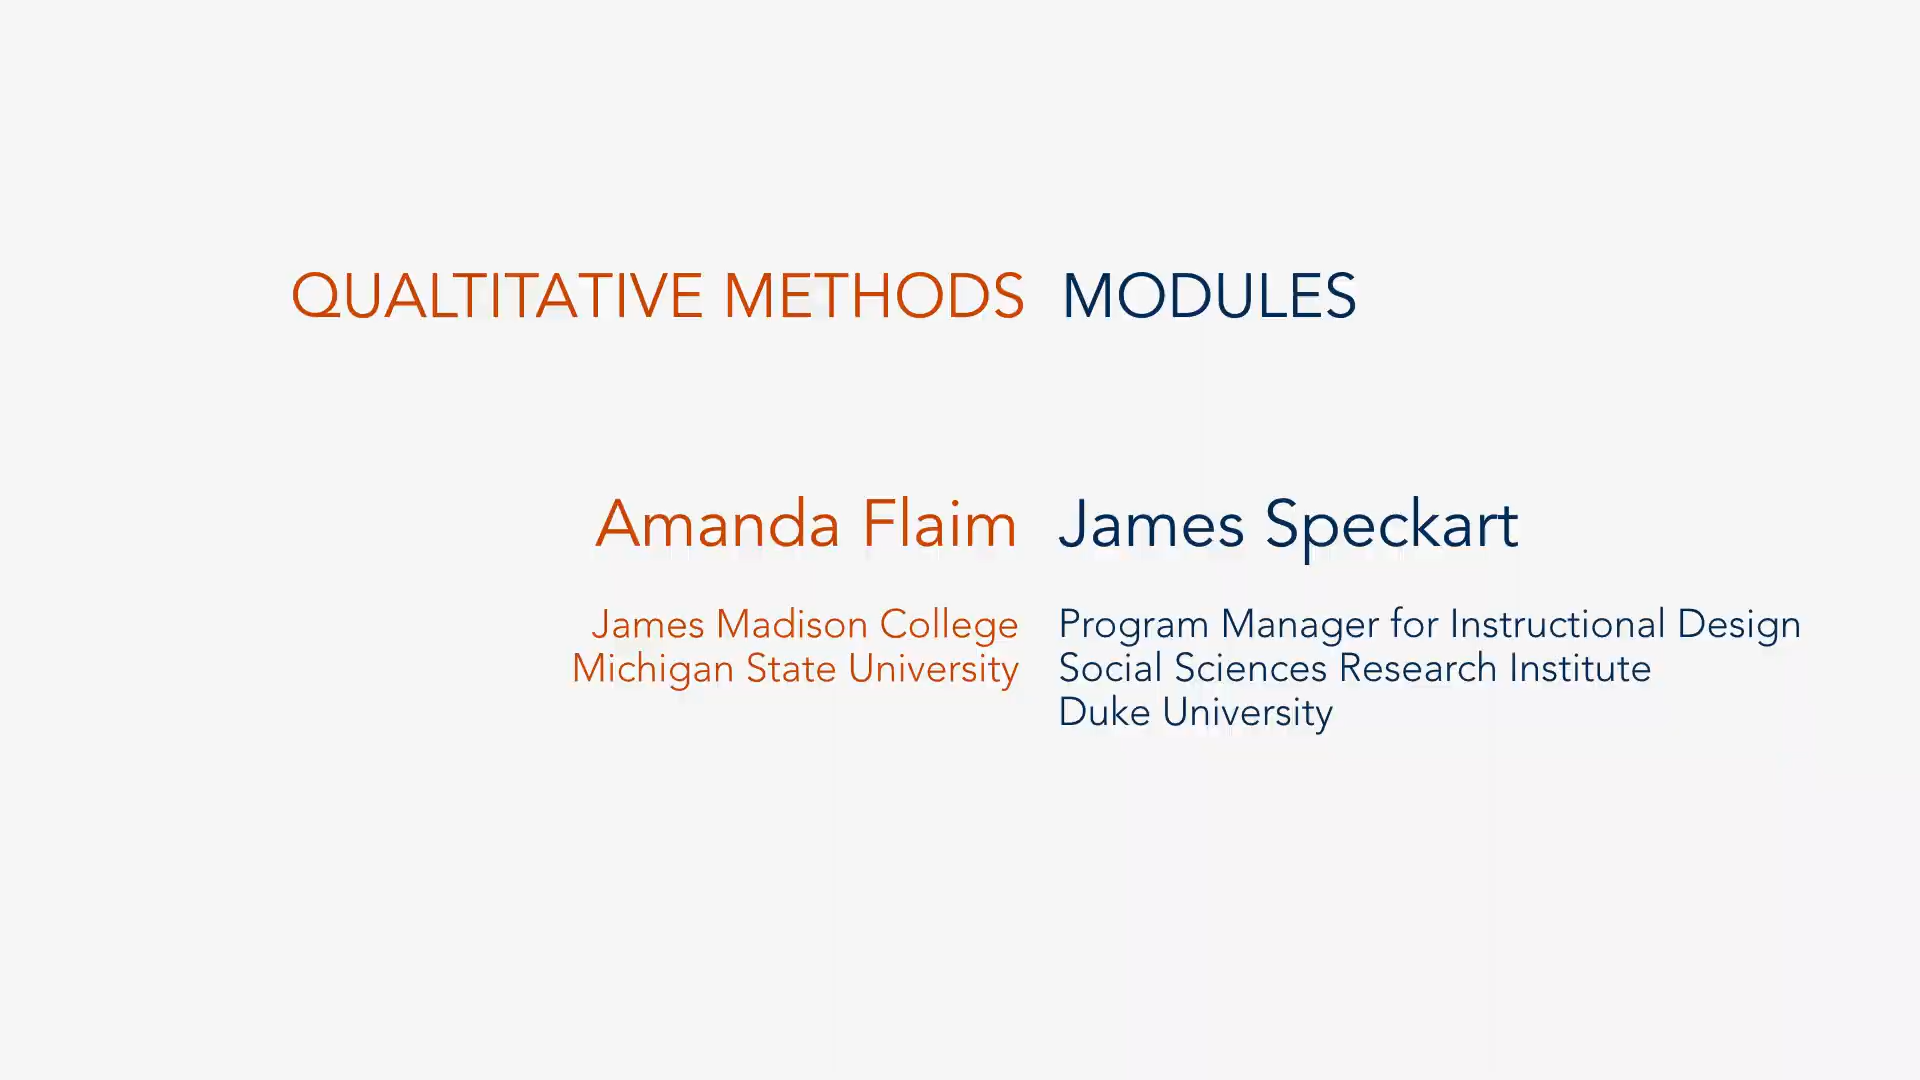 QUALTITATIVE METHODS MODULES
Amanda Flaim
James Madison College
Michigan State University
James Speckart
Program Manager for Instructional Design
Social Sciences Research Institute
Duke University